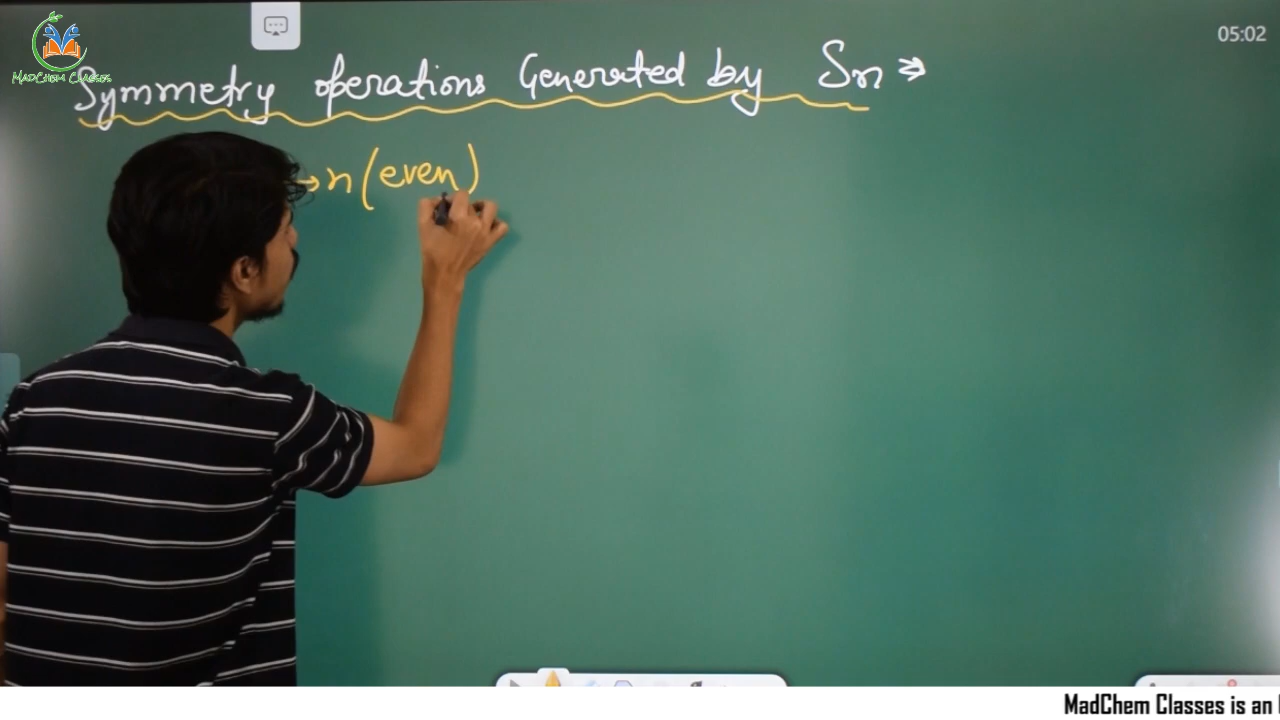 05:02
MADCHEM CLASSES
Symmetry operations Generated by Sn ⇒
→ n (even)
MadChem Classes is an